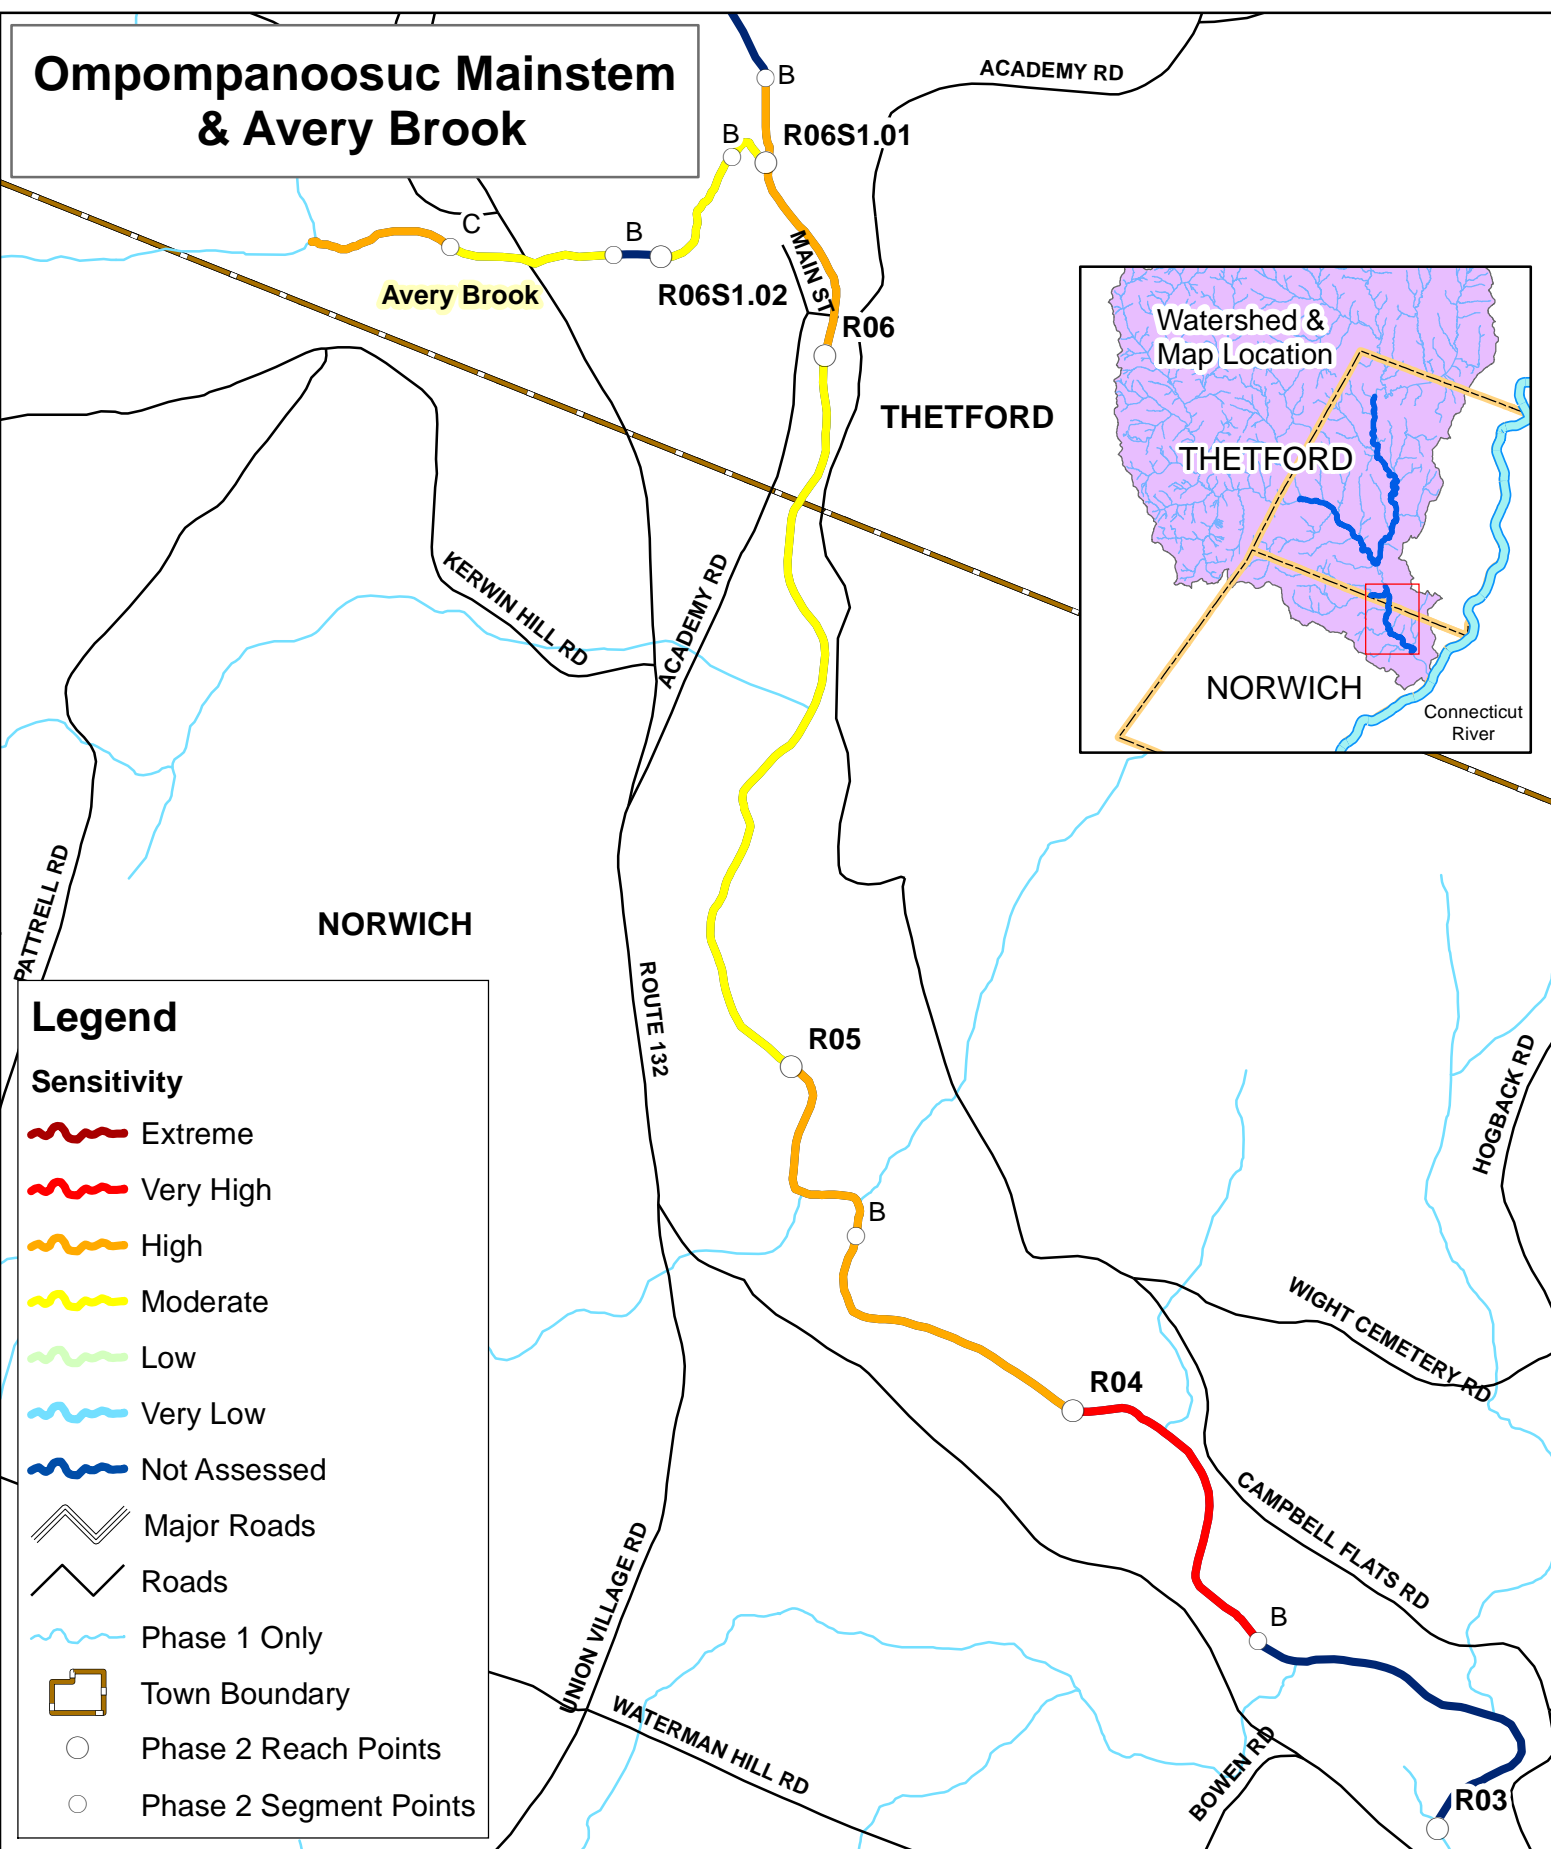 Ompompanoosuc Mainstem
& Avery Brook
ACADEMY RD
B
B
R06S1.01
C
B
MAIN ST
Avery Brook
R06S1.02
R06
THETFORD
Watershed &
Map Location
THETFORD
NORWICH
Connecticut
River
KERWIN HILL RD
ACADEMY RD
PATTRELL RD
NORWICH
ROUTE 132
R05
HOGBACK RD
B
WIGHT CEMETERY RD
R04
CAMPBELL FLATS RD
B
UNION VILLAGE RD
WATERMAN HILL RD
BOWEN RD
R03
Legend
Sensitivity
Extreme
Very High
High
Moderate
Low
Very Low
Not Assessed
Major Roads
Roads
Phase 1 Only
Town Boundary
Phase 2 Reach Points
Phase 2 Segment Points